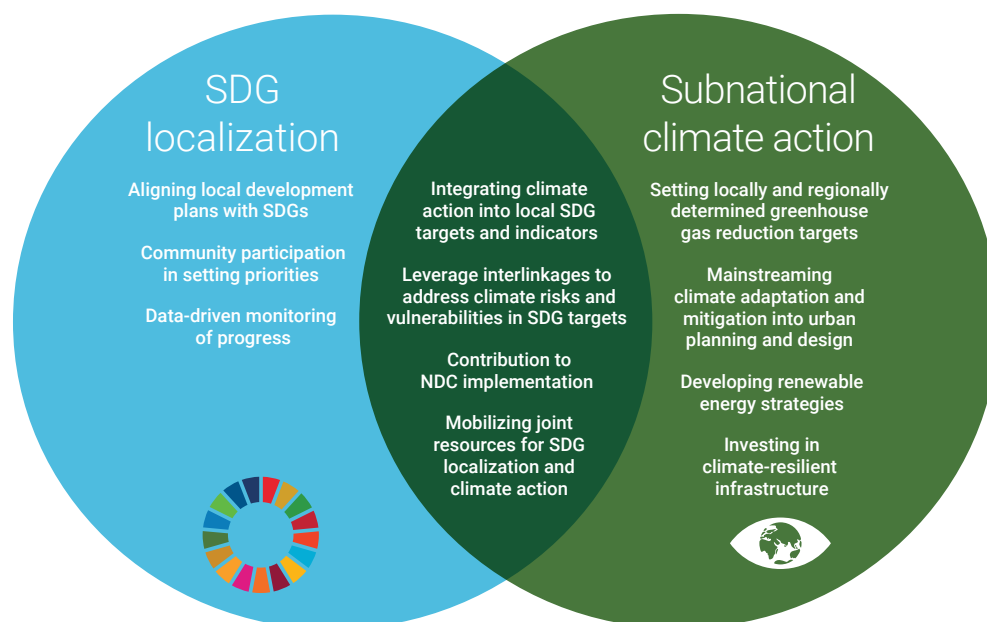 SDG
localization
Aligning local development
plans with SDGs
Community participation
in setting priorities
Data-driven monitoring
of progress
Integrating climate
action into local SDG
targets and indicators
Leverage interlinkages to
address climate risks and
vulnerabilities in SDG targets
Contribution to
NDC implementation
Mobilizing joint
resources for SDG
localization and
climate action
Subnational
climate action
Setting locally and regionally
determined greenhouse
gas reduction targets
Mainstreaming
climate adaptation and
mitigation into urban
planning and design
Developing renewable
energy strategies
Investing in
climate-resilient
infrastructure